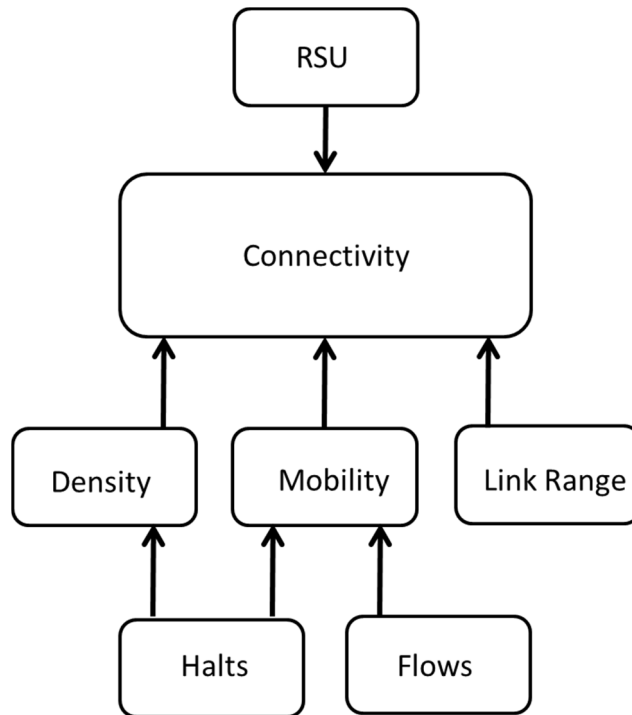 RSU
Connectivity
Density
Mobility
Link Range
Halts
Flows